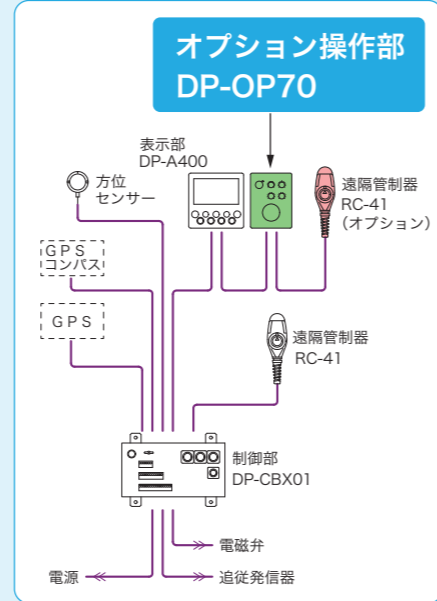 オプション操作部
DP-OP70
表示部
DP-A400
方位
センサー
遠隔管制器
RC-41
(オプション)
GPS
コンパス
GPS
遠隔管制器
RC-41
制御部
DP-CBX01
電磁弁
電源
追従発信器